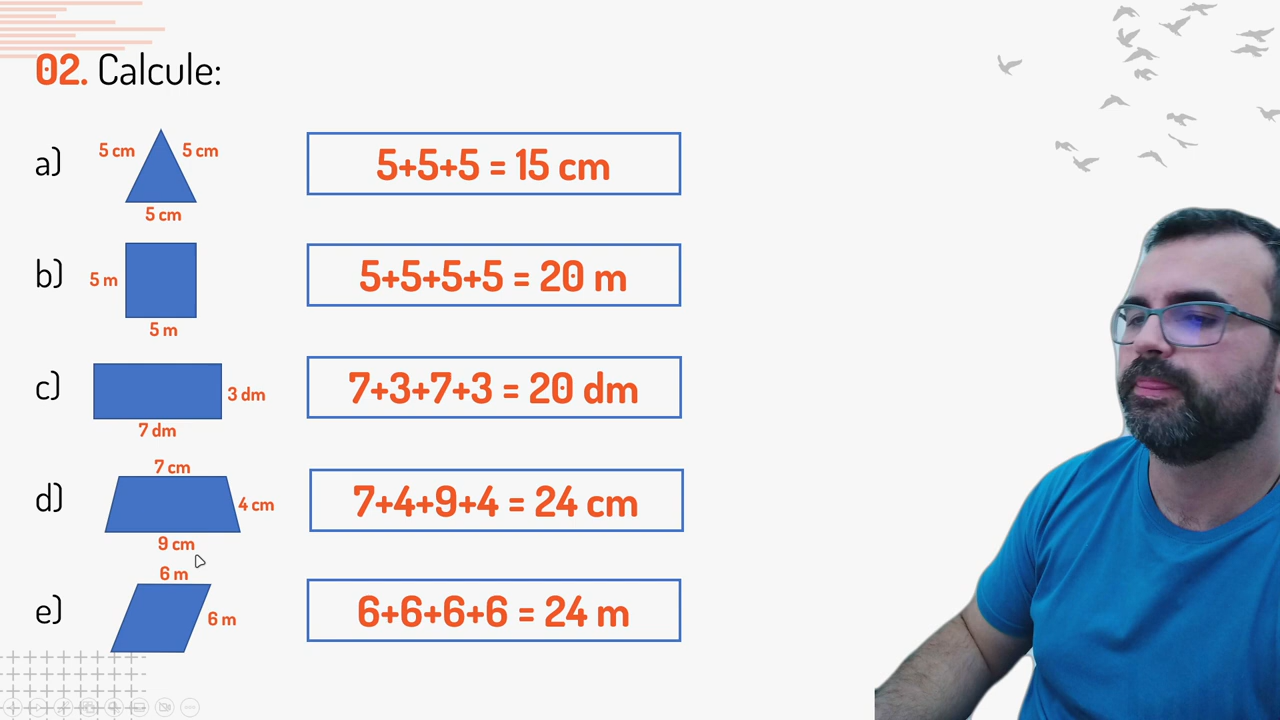 02. Calcule:
a)
5 cm
5 cm
5 cm
5+5+5 = 15 cm
b)
5 m
5 m
5+5+5+5 = 20 m
c)
3 dm
7 dm
7+3+7+3 = 20 dm
d)
7 cm
4 cm
9 cm
7+4+9+4 = 24 cm
e)
6 m
6 m
6+6+6+6 = 24 m